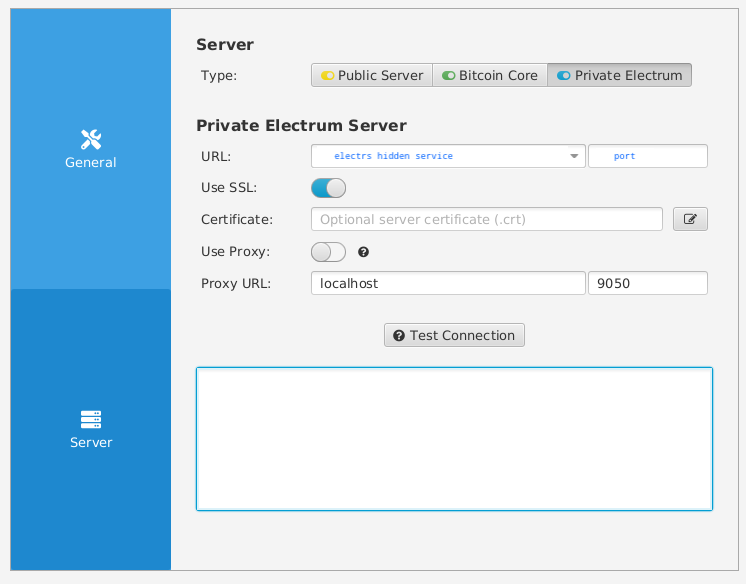 General
Server
Server
Type:
Public Server
Bitcoin Core
Private Electrum
Private Electrum Server
URL:
electrs hidden service
port
Use SSL:
Certificate:
Optional server certificate (.crt)
Use Proxy:
Proxy URL:
localhost
9050
Test Connection